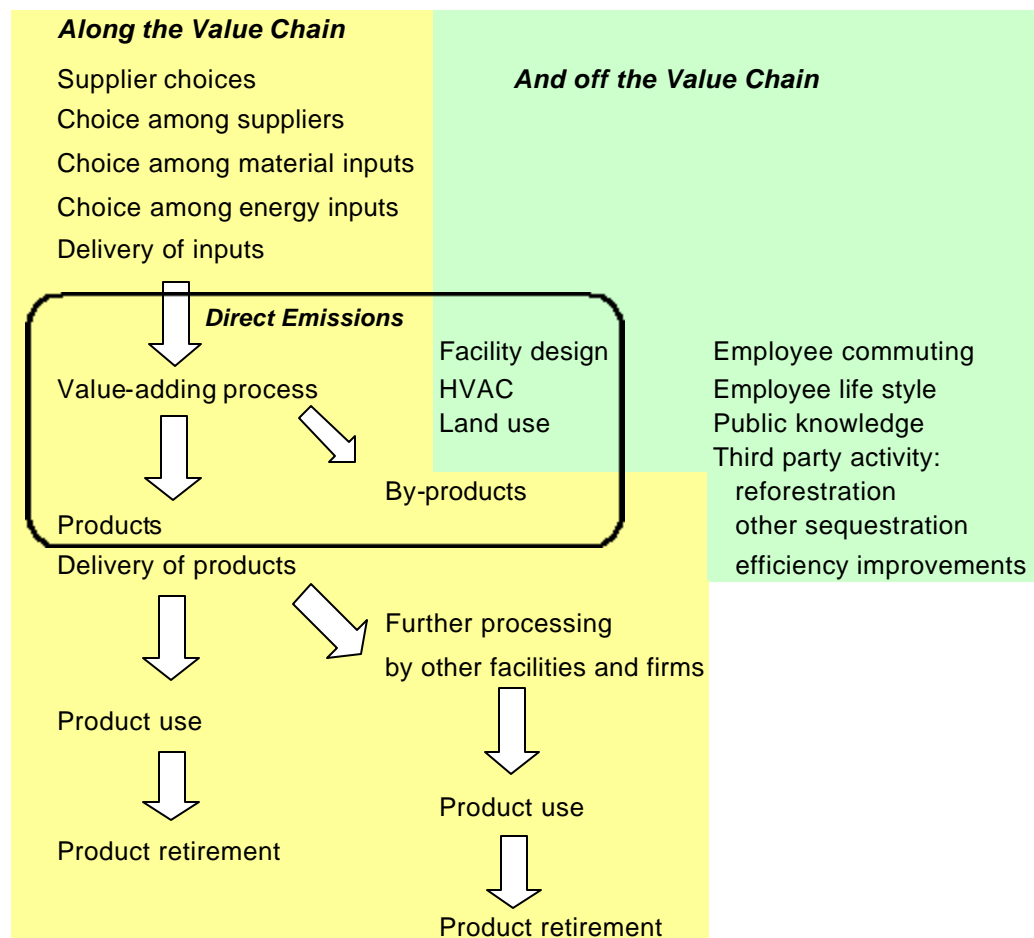 Along the Value Chain
Supplier choices
And off the Value Chain
Choice among suppliers
Choice among material inputs
Choice among energy inputs
Delivery of inputs
Direct Emissions
Facility design
Employee commuting
Value-adding process
HVAC
Employee life style
Land use
Public knowledge
Third party activity:
By-products
reforestration
Products
other sequestration
Delivery of products
efficiency improvements
Further processing
by other facilities and firms
Product use
Product use
Product retirement
Product retirement